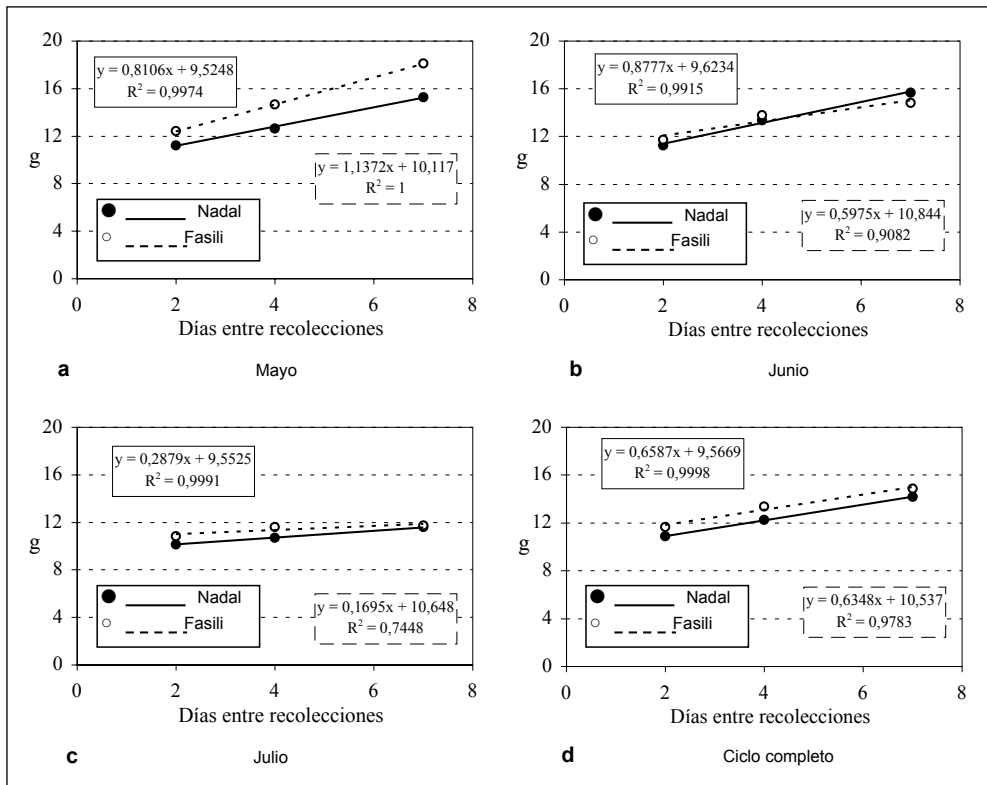 20
16
12
8
4
0
g
y = 0,8106x + 9,5248
R² = 0,9974
y = 1,1372x + 10,117
R² = 1
Nadal
Fasili
0 2 4 6 8
Días entre recolecciones
a Mayo
20
16
12
8
4
0
g
y = 0,8777x + 9,6234
R² = 0,9915
y = 0,5975x + 10,844
R² = 0,9082
Nadal
Fasili
0 2 4 6 8
Días entre recolecciones
b Junio
20
16
12
8
4
0
g
y = 0,2879x + 9,5525
R² = 0,9991
y = 0,1695x + 10,648
R² = 0,7448
Nadal
Fasili
0 2 4 6 8
Días entre recolecciones
c Julio
20
16
12
8
4
0
g
y = 0,6587x + 9,5669
R² = 0,9998
y = 0,6348x + 10,537
R² = 0,9783
Nadal
Fasili
0 2 4 6 8
Días entre recolecciones
d Ciclo completo